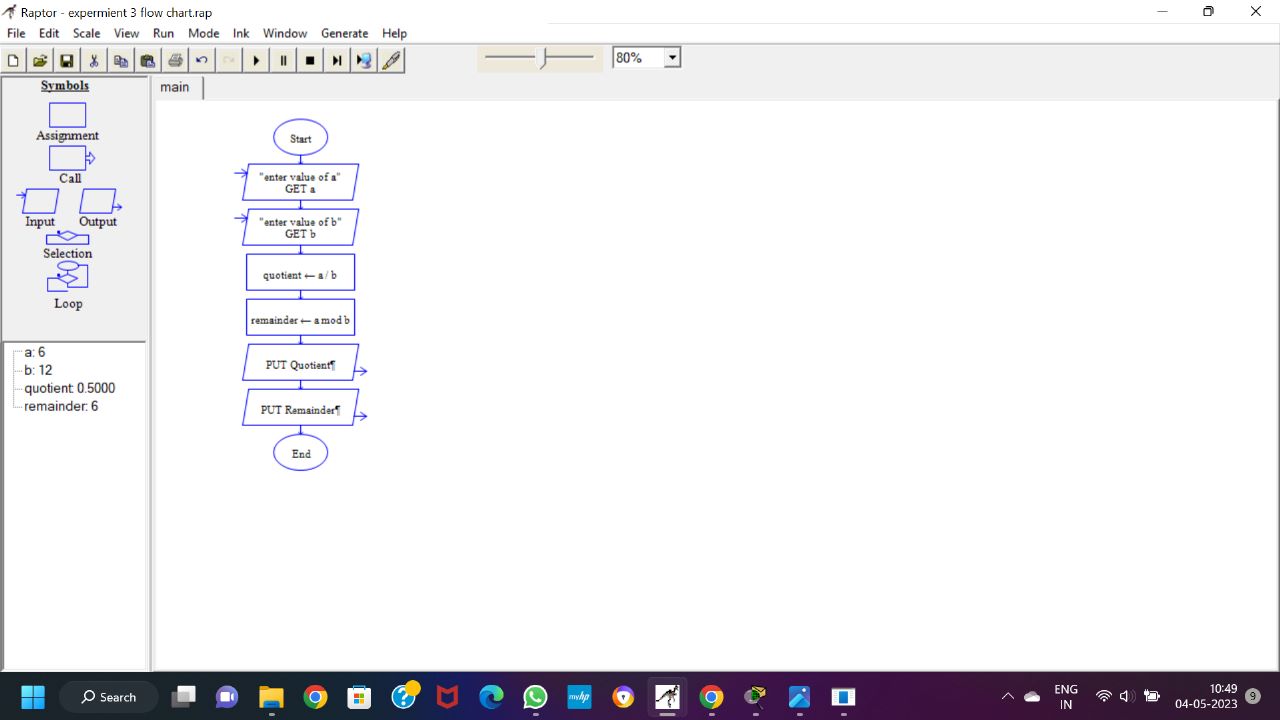 Raptor - expermient 3 flow chart.rap
File Edit Scale View Run Mode Ink Window Generate Help
80%
Symbols
Assignment
Call
Input Output
Selection
Loop
a: 6
b: 12
quotient: 0.5000
remainder: 6
main
Start
"enter value of a"
GET a
"enter value of b"
GET b
quotient ← a / b
remainder ← a mod b
PUT Quotient¶
PUT Remainder¶
End
Search
myhp
ENG
IN
10:49
04-05-2023
9